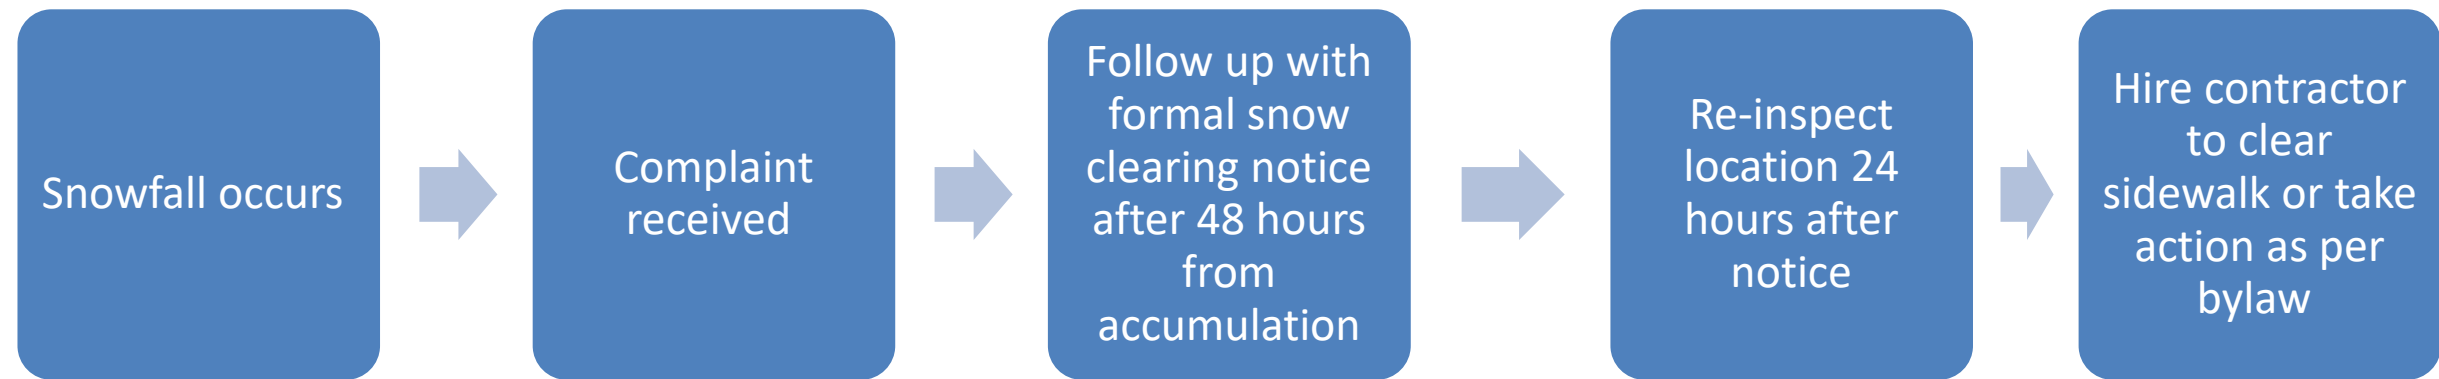 Snowfall occurs
Complaint
received
Follow up with
formal snow
clearing notice
after 48 hours
from
accumulation
Re-inspect
location 24
hours after
notice
Hire contractor
to clear
sidewalk or take
action as per
bylaw